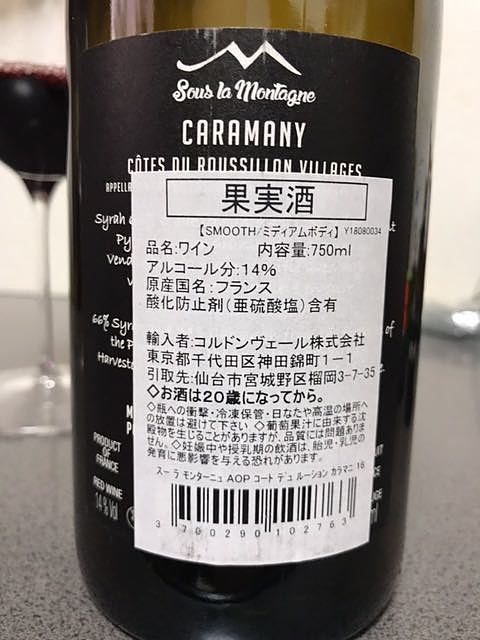 Sous la Montagne
CARAMANY
CÔTES DU ROUSSILLON VILLAGES
果実酒
【SMOOTH/ミディアムボディ】Y18080034
品名:ワイン 内容量:750ml
アルコール分:14%
原産国名:フランス
酸化防止剤(亜硫酸塩)含有
輸入者:コルドンヴェール株式会社
東京都千代田区神田錦町1-1
引取先:仙台市宮城野区榴岡3-7-35
◇お酒は20歳になってから。
◇瓶への衝撃・冷凍保管・日なたや高温の場所へ
の放置は避けて下さい ◇葡萄果汁に由来する沈
殿物を生じることがありますが、品質には問題ありま
せん。◇妊娠中や授乳期の飲酒は、胎児・乳児の
発育に悪影響を与える恐れがあります。
スーラ モンターニュ AOP コート デュ ルーション カラマニ 16
3 700290 102763
Syrah
Py
Vend
v
66% Syr
the P
Harveste
of
PRODUCT
OF
FRANCE
RED WINE
14% Vol